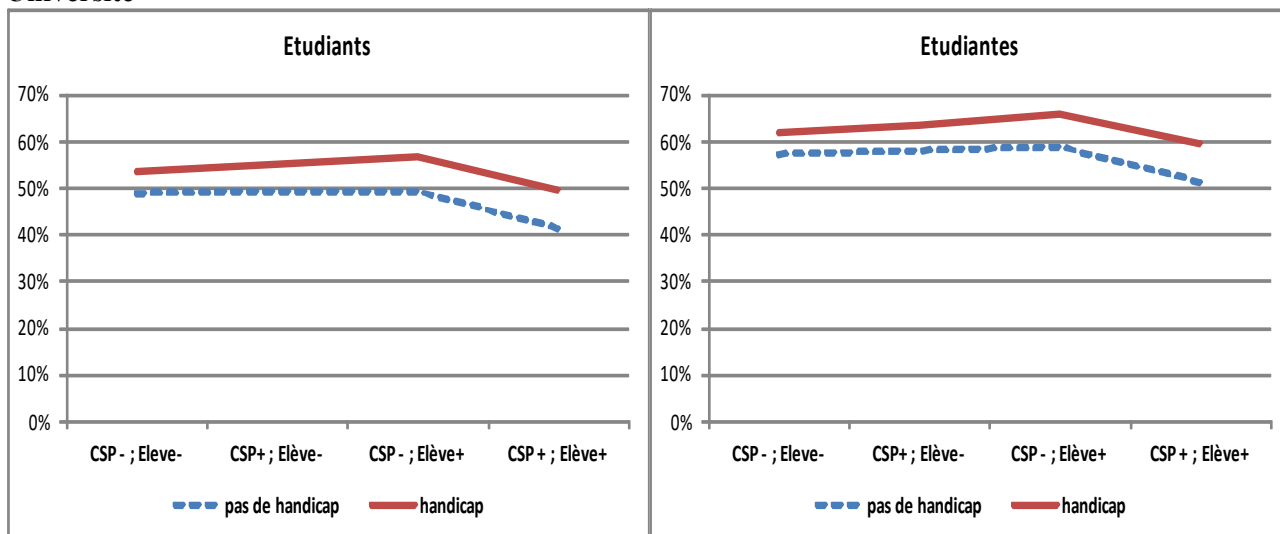 Université
Etudiants
70%
60%
50%
40%
30%
20%
10%
0%
CSP - ; Eleve-
CSP+ ; Elève-
CSP - ; Elève+
CSP + ; Elève+
pas de handicap
handicap
Etudiantes
70%
60%
50%
40%
30%
20%
10%
0%
CSP - ; Eleve-
CSP+ ; Elève-
CSP - ; Elève+
CSP + ; Elève+
pas de handicap
handicap